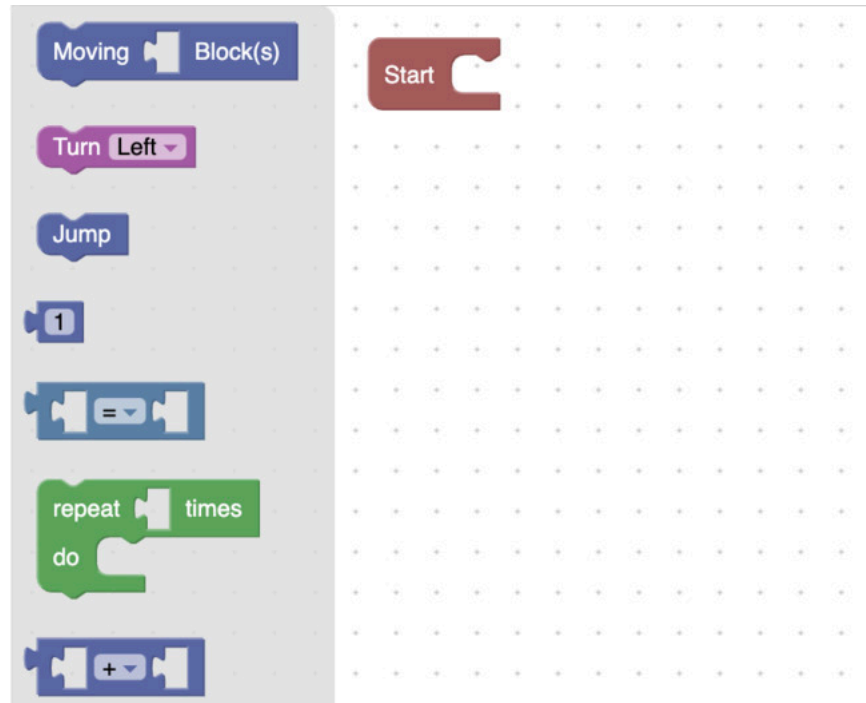 Moving Block(s)
Start
Turn Left
Jump
1
=
repeat times
do
+